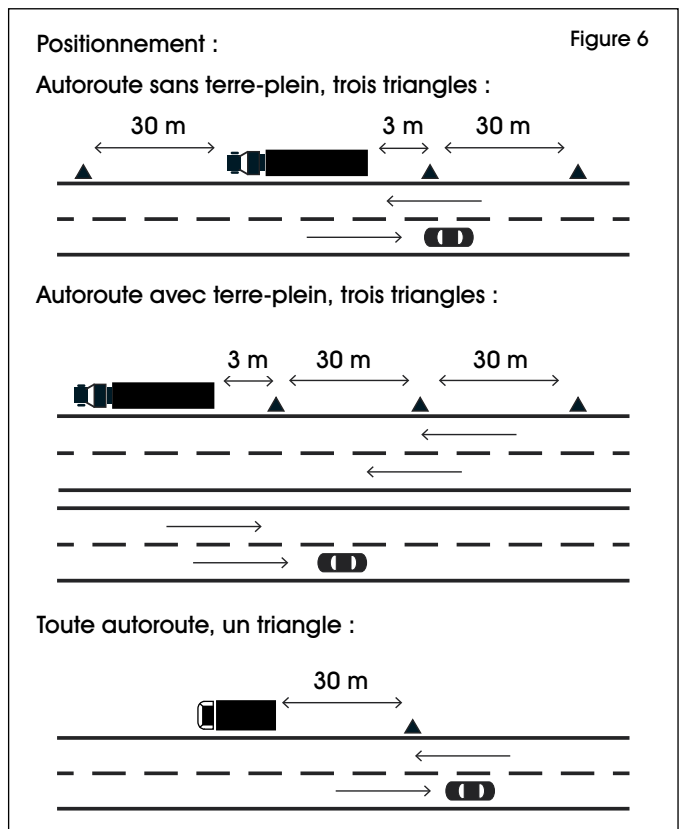 Positionnement :
Figure 6
Autoroute sans terre-plein, trois triangles :
30 m 3 m 30 m
Autoroute avec terre-plein, trois triangles :
3 m 30 m 30 m
Toute autoroute, un triangle :
30 m